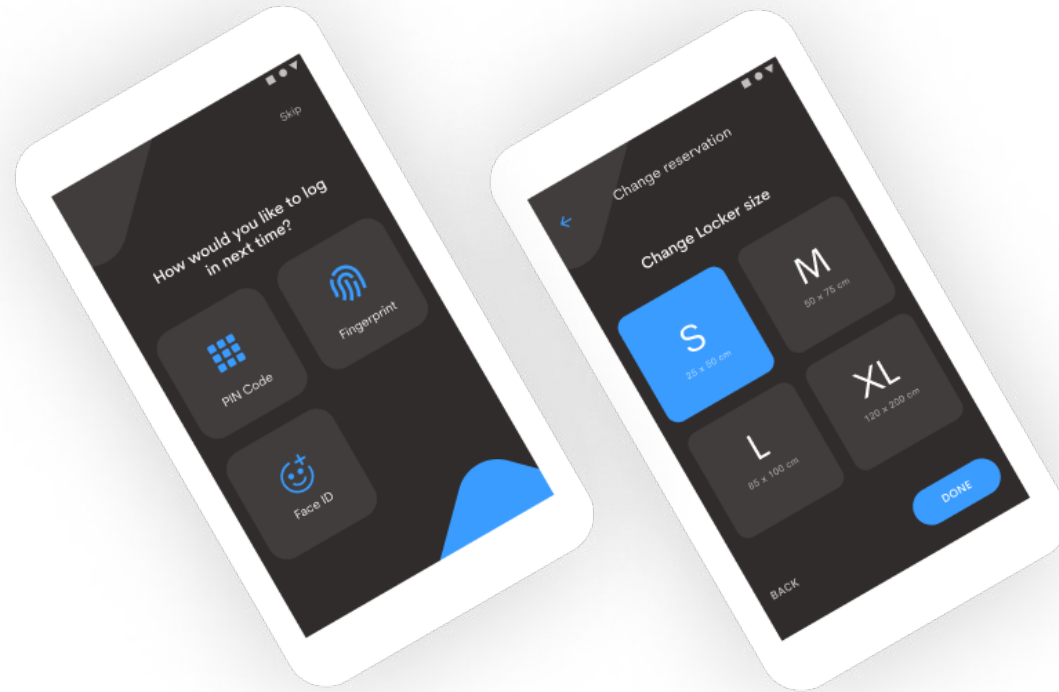 Skip
How would you like to log
in next time?
PIN Code
Fingerprint
Face ID
Change reservation
Change Locker size
S
25 x 50 cm
M
50 x 75 cm
L
85 x 100 cm
XL
120 x 200 cm
DONE
BACK